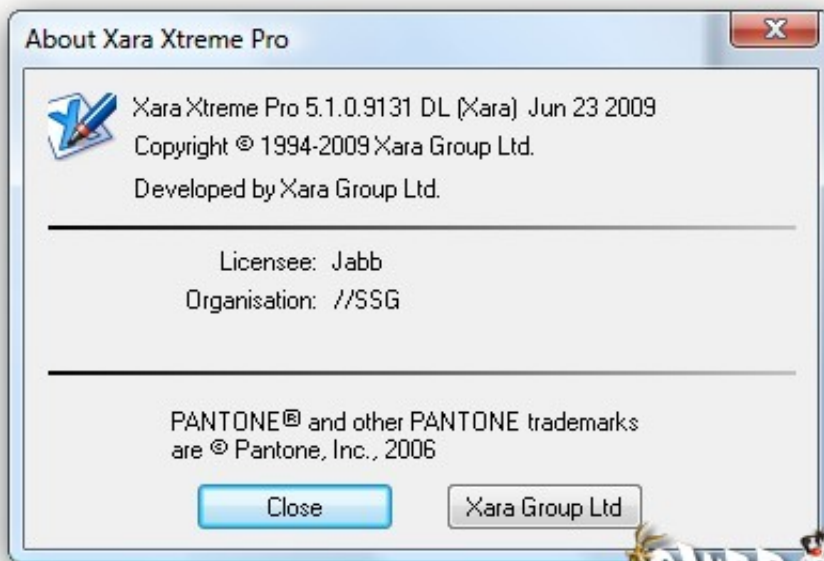 About Xara Xtreme Pro
Xara Xtreme Pro 5.1.0.9131 DL (Xara) Jun 23 2009
Copyright © 1994-2009 Xara Group Ltd.
Developed by Xara Group Ltd.
Licensee: Jabb
Organisation: //SSG
PANTONE® and other PANTONE trademarks
are © Pantone, Inc., 2006
Close
Xara Group Ltd